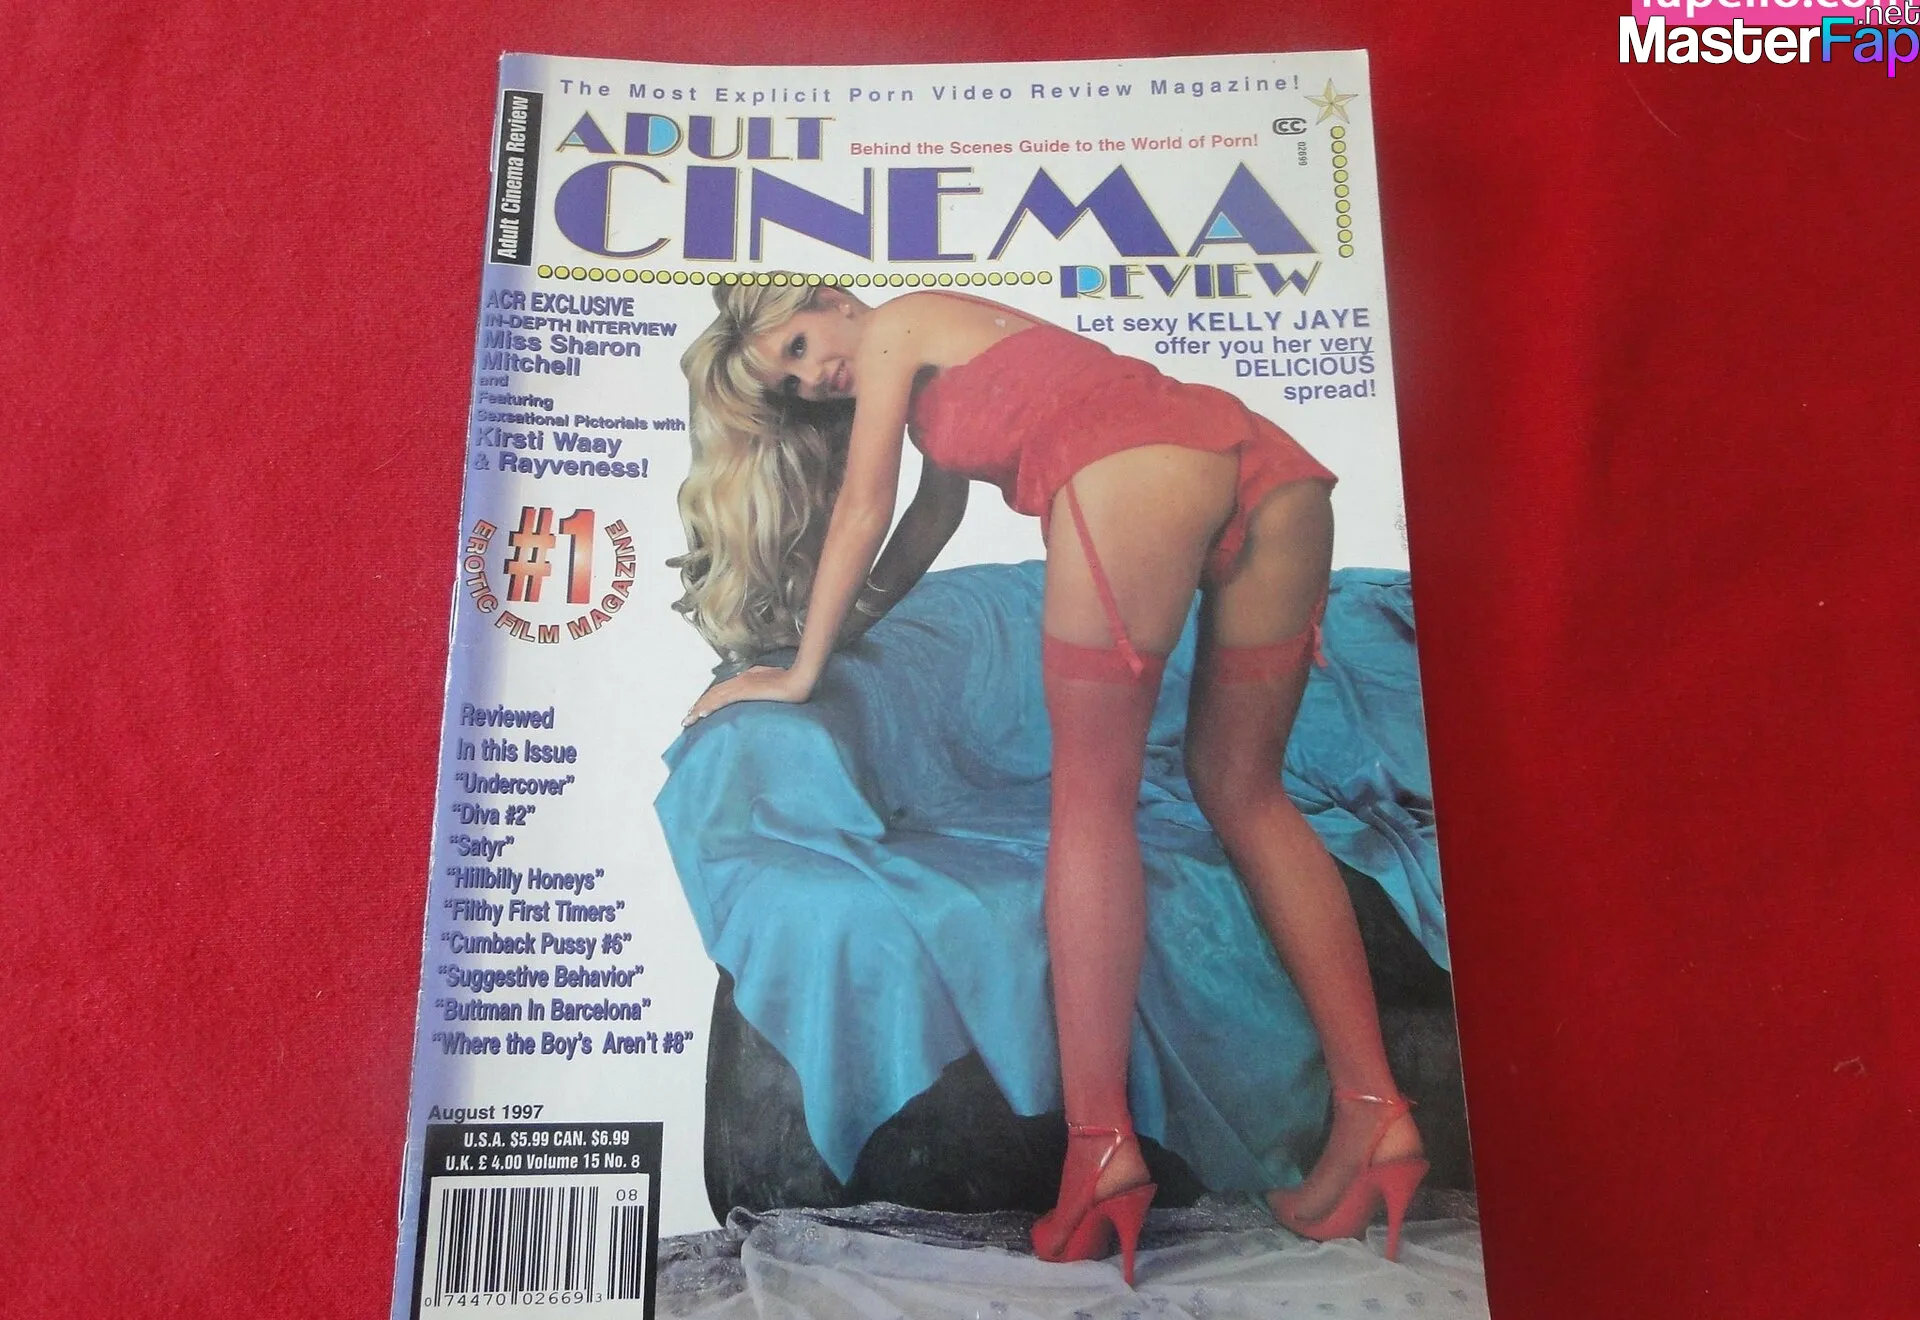 MasterFap
.net
The Most Explicit Porn Video Review Magazine!
ADULT
Behind the Scenes Guide to the World of Porn!
CC
02699
CINEMA
REVIEW
Adult Cinema Review
ACR EXCLUSIVE
IN-DEPTH INTERVIEW
Miss Sharon
Mitchell
and
Featuring
Sexsational Pictorials with
Kirsti Waay
& Rayveness!
Let sexy KELLY JAYE
offer you her very
DELICIOUS
spread!
#1
EROTIC FILM MAGAZINE
Reviewed
In this Issue
"Undercover"
"Diva #2"
"Satyr"
"Hillbilly Honeys"
"Filthy First Timers"
"Cumback Pussy #6"
"Suggestive Behavior"
"Buttman In Barcelona"
"Where the Boy's Aren't #8"
August 1997
U.S.A. $5.99 CAN. $6.99
U.K. £ 4.00 Volume 15 No. 8
08
0 74470 02669 3